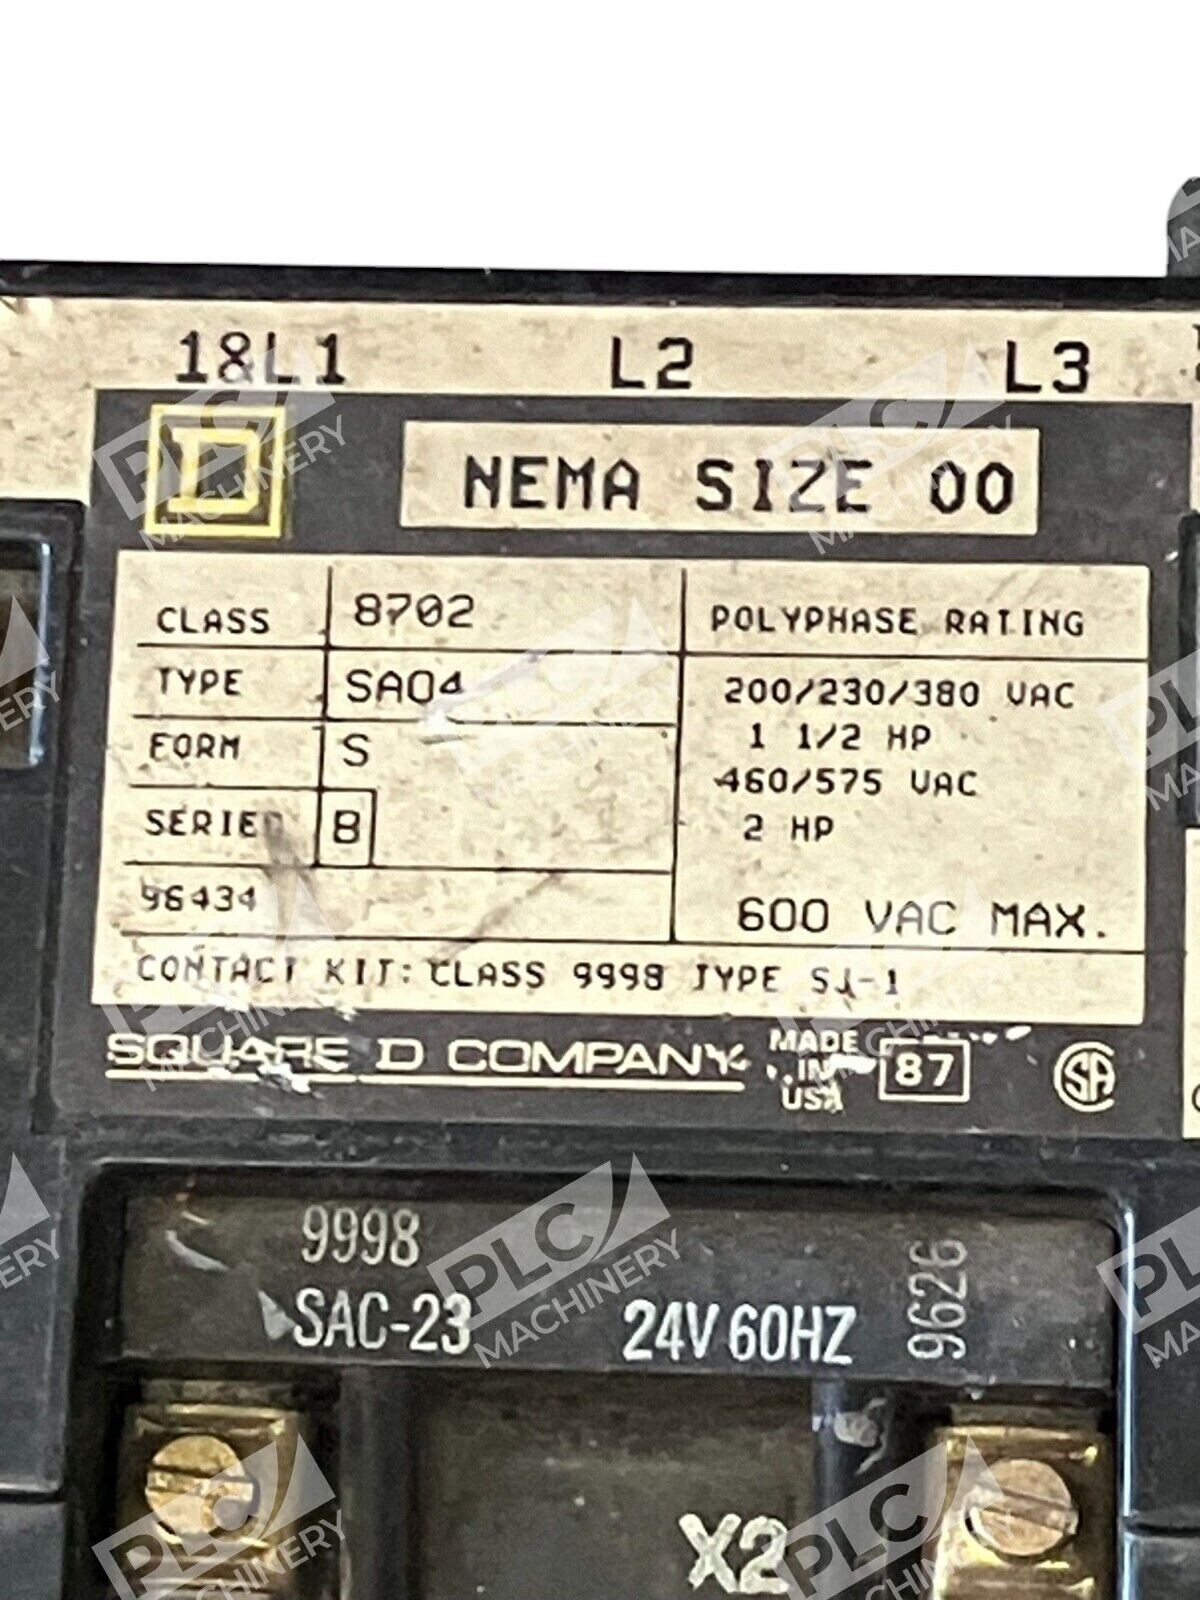 18L1 L2 L3
D
NEMA SIZE 00
CLASS 8702 POLYPHASE RATING
TYPE SA04 200/230/380 VAC
1 1/2 HP
FORM S 460/575 VAC
SERIES B 2 HP
96434 600 VAC MAX.
CONTACT KIT: CLASS 9998 TYPE SJ-1
SQUARE D COMPANY MADE IN USA 87 SA
9998
SAC-23 24V 60HZ 9626
X2
PLC MACHINERY